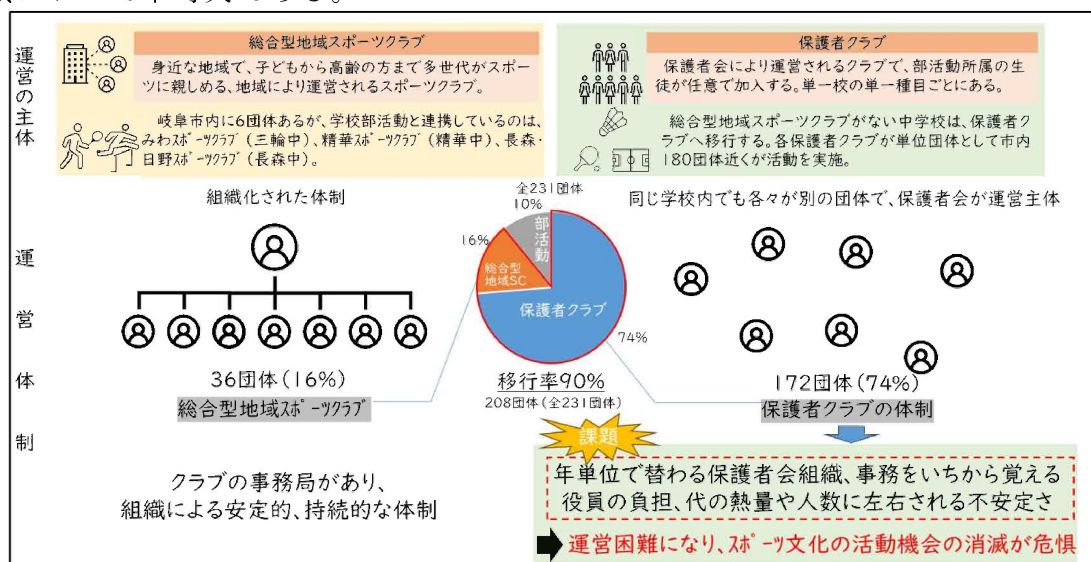 運営の主体
総合型地域スポーツクラブ
身近な地域で、子どもから高齢の方まで多世代がスポー
ツに親しめる、地域により運営されるスポーツクラブ。
岐阜市内に6団体あるが、学校部活動と連携しているのは、
みわスポーツクラブ(三輪中)、精華スポーツクラブ(精華中)、長森・
日野スポーツクラブ(長森中)。
保護者クラブ
保護者会により運営されるクラブで、部活動所属の生
徒が任意で加入する。単一校の単一種目ごとにある。
総合型地域スポーツクラブがない中学校は、保護者ク
ラブへ移行する。各保護者クラブが単位団体として市内
180団体近くが活動を実施。
運営体制
組織化された体制
36団体(16%)
総合型地域スポーツクラブ
クラブの事務局があり、
組織による安定的、持続的な体制
全231団体
10%
部活動
16%
総合型
地域SC
保護者クラブ
74%
移行率90%
208団体(全231団体)
同じ学校内でも各々が別の団体で、保護者会が運営主体
172団体(74%)
保護者クラブの体制
課題
年単位で替わる保護者会組織、事務をいちから覚える
役員の負担、代の熱量や人数に左右される不安定さ
運営困難になり、スポーツ文化の活動機会の消滅が危惧